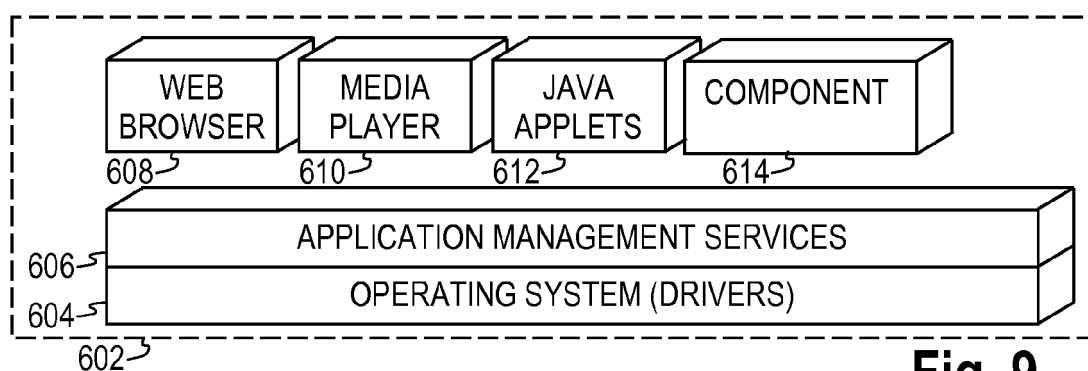 WEB
BROWSER
MEDIA
PLAYER
JAVA
APPLETS
COMPONENT
608
610
612
614
APPLICATION MANAGEMENT SERVICES
606
OPERATING SYSTEM (DRIVERS)
604
602
Fig. 9